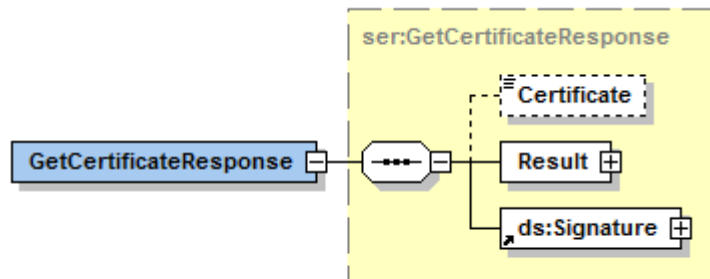 ser:GetCertificateResponse
Certificate
GetCertificateResponse
Result
ds:Signature